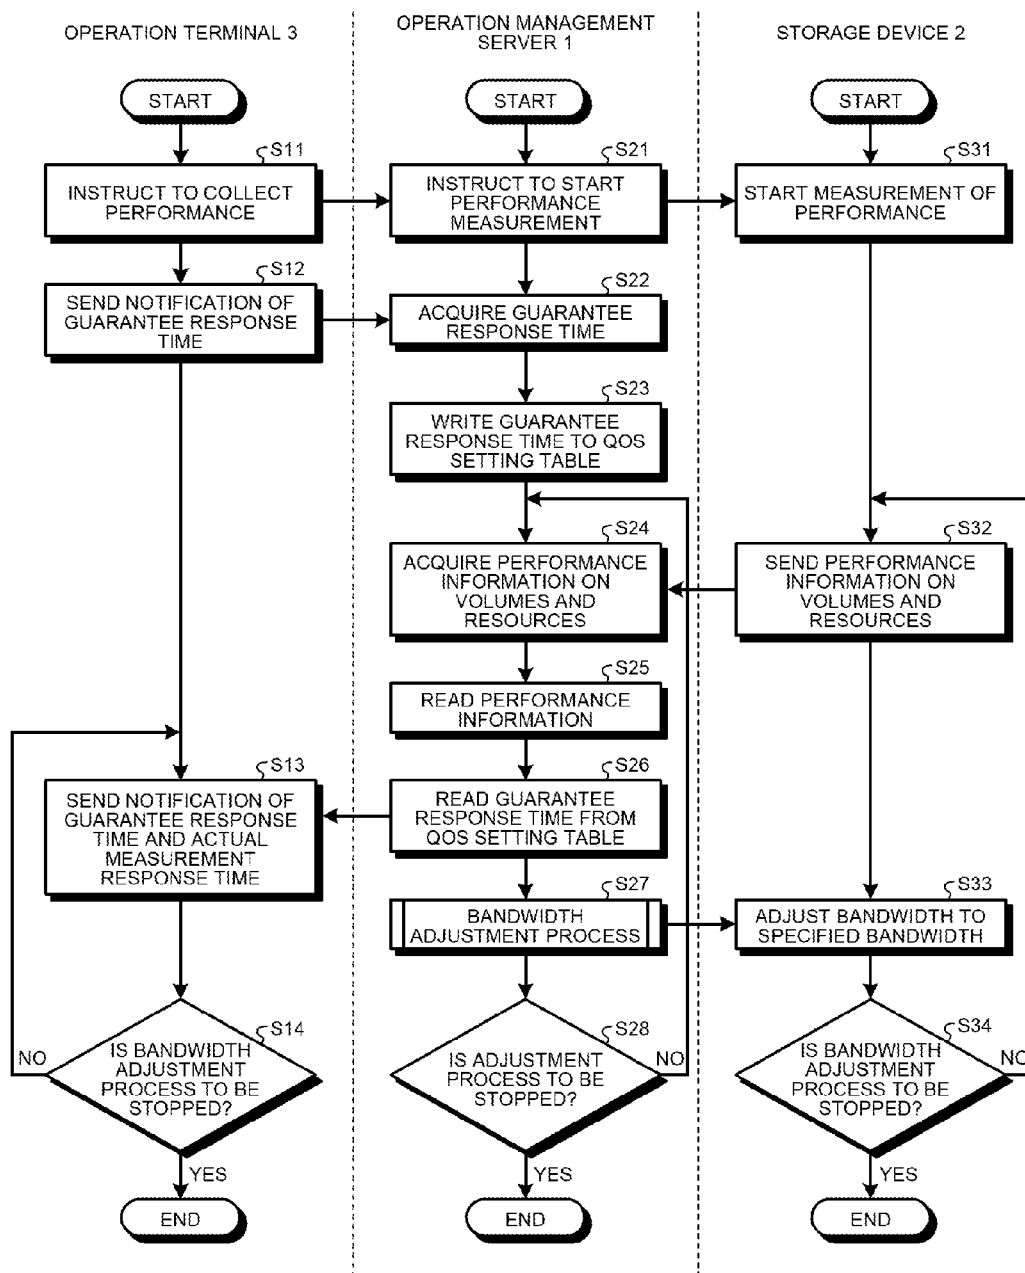 OPERATION TERMINAL 3
START
S11
INSTRUCT TO COLLECT
PERFORMANCE
S12
SEND NOTIFICATION OF
GUARANTEE RESPONSE
TIME
S13
SEND NOTIFICATION OF
GUARANTEE RESPONSE
TIME AND ACTUAL
MEASUREMENT
RESPONSE TIME
S14
IS BANDWIDTH
ADJUSTMENT
PROCESS TO BE
STOPPED?
NO
YES
END
OPERATION MANAGEMENT
SERVER 1
START
S21
INSTRUCT TO START
PERFORMANCE
MEASUREMENT
S22
ACQUIRE GUARANTEE
RESPONSE TIME
S23
WRITE GUARANTEE
RESPONSE TIME TO QOS
SETTING TABLE
S24
ACQUIRE PERFORMANCE
INFORMATION ON
VOLUMES AND
RESOURCES
S25
READ PERFORMANCE
INFORMATION
S26
READ GUARANTEE
RESPONSE TIME FROM
QOS SETTING TABLE
S27
BANDWIDTH
ADJUSTMENT PROCESS
S28
IS ADJUSTMENT
PROCESS TO BE
STOPPED?
NO
YES
END
STORAGE DEVICE 2
START
S31
START MEASUREMENT OF
PERFORMANCE
S32
SEND PERFORMANCE
INFORMATION ON
VOLUMES AND
RESOURCES
S33
ADJUST BANDWIDTH TO
SPECIFIED BANDWIDTH
S34
IS BANDWIDTH
ADJUSTMENT
PROCESS TO BE
STOPPED?
NO
YES
END